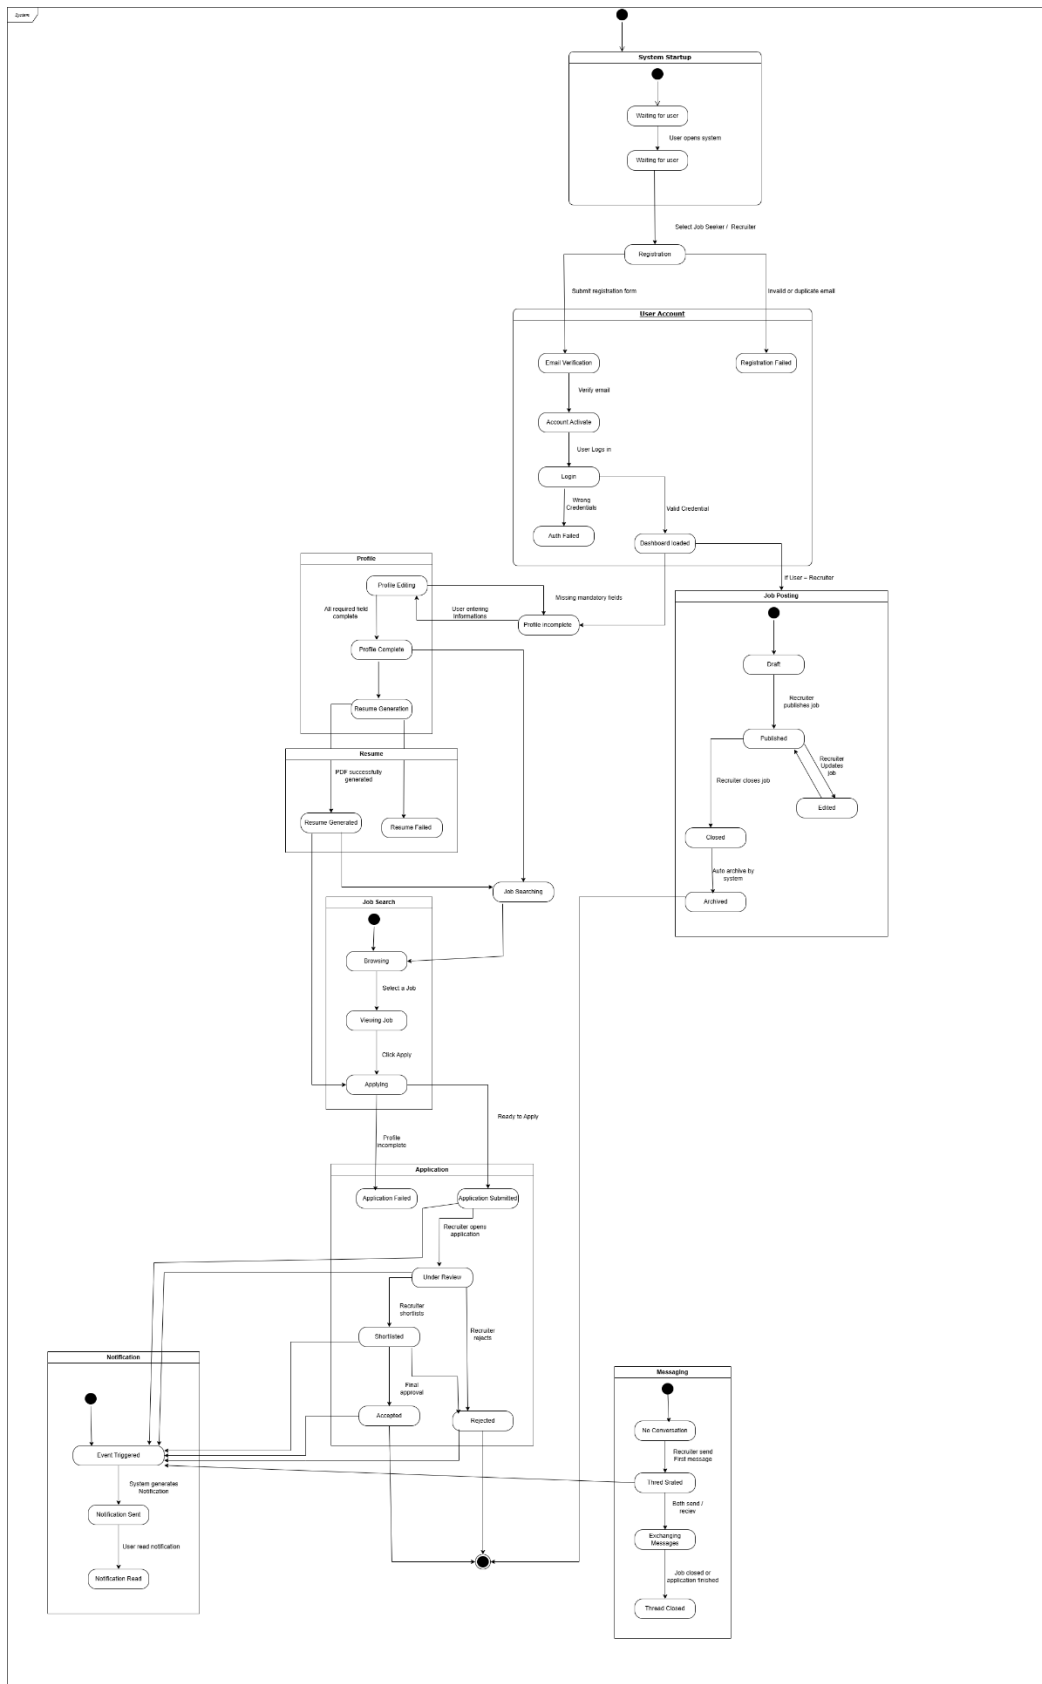 System
System Startup
Waiting for user
User opens system
Waiting for user
Select Job Seeker / Recruiter
Registration
Submit registration form
Invalid or duplicate email
User Account
Email Verification
Registration Failed
Verify email
Account Activate
User Logs in
Login
Wrong
Credentials
Valid Credential
Auth Failed
Dashboard loaded
If User – Recruiter
Profile
Profile Editing
Missing mandatory fields
All required field
complete
User entering
Informations
Profile incomplete
Profile Complete
Resume Generation
Resume
PDF successfully
generated
Resume Generated
Resume Failed
Job Posting
Draft
Recruiter
publishes job
Published
Recruiter
Updates
job
Recruiter closes job
Edited
Closed
Auto archive by
system
Archived
Job Searching
Job Search
Browsing
Select a Job
Viewing Job
Click Apply
Applying
Ready to Apply
Profile
incomplete
Application
Application Failed
Application Submitted
Recruiter opens
application
Under Review
Recruiter
shortlists
Recruiter
rejects
Shortlisted
Final
approval
Accepted
Rejected
Notification
Event Triggered
System generates
Notification
Notification Sent
User read notification
Notification Read
Messaging
No Conversation
Recruiter send
First message
Thred Srated
Both send /
reciev
Exchanging
Messages
Job closed or
application finished
Thread Closed